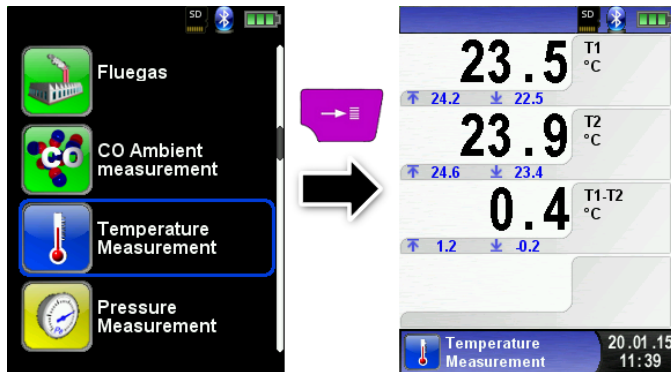 SD
Fluegas
CO
CO Ambient
measurement
Temperature
Measurement
Pressure
Measurement
SD
23.5 T1
°C
24.2 22.5
23.9 T2
°C
24.6 23.4
0.4 T1-T2
°C
1.2 -0.2
Temperature
Measurement
20.01.15
11:39